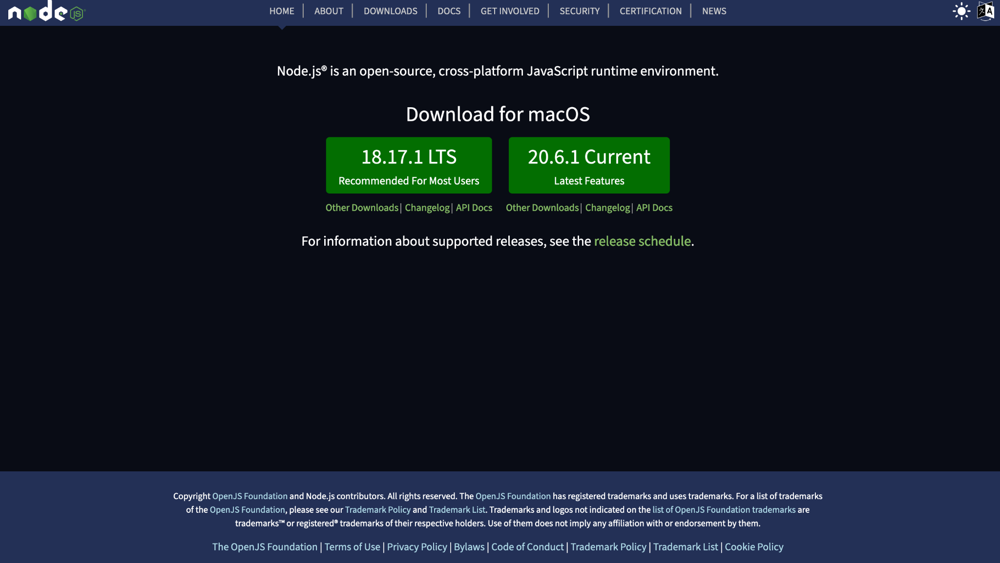 node JS
HOME | ABOUT | DOWNLOADS | DOCS | GET INVOLVED | SECURITY | CERTIFICATION | NEWS
Node.js® is an open-source, cross-platform JavaScript runtime environment.
Download for macOS
18.17.1 LTS
Recommended For Most Users
Other Downloads | Changelog | API Docs
20.6.1 Current
Latest Features
Other Downloads | Changelog | API Docs
For information about supported releases, see the release schedule.
Copyright OpenJS Foundation and Node.js contributors. All rights reserved. The OpenJS Foundation has registered trademarks and uses trademarks. For a list of trademarks
of the OpenJS Foundation, please see our Trademark Policy and Trademark List. Trademarks and logos not indicated on the list of OpenJS Foundation trademarks are
trademarks™ or registered® trademarks of their respective holders. Use of them does not imply any affiliation with or endorsement by them.
The OpenJS Foundation | Terms of Use | Privacy Policy | Bylaws | Code of Conduct | Trademark Policy | Trademark List | Cookie Policy